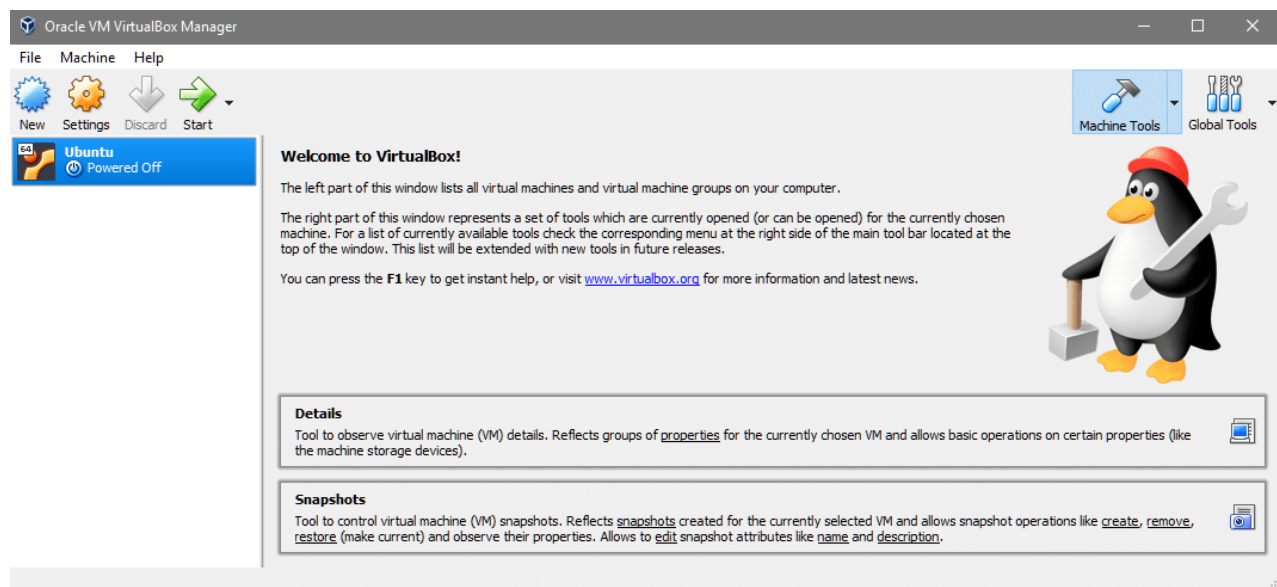 Oracle VM VirtualBox Manager
File Machine Help
New Settings Discard Start
Machine Tools Global Tools
64
Ubuntu
Powered Off
Welcome to VirtualBox!
The left part of this window lists all virtual machines and virtual machine groups on your computer.
The right part of this window represents a set of tools which are currently opened (or can be opened) for the currently chosen
machine. For a list of currently available tools check the corresponding menu at the right side of the main tool bar located at the
top of the window. This list will be extended with new tools in future releases.
You can press the F1 key to get instant help, or visit www.virtualbox.org for more information and latest news.
Details
Tool to observe virtual machine (VM) details. Reflects groups of properties for the currently chosen VM and allows basic operations on certain properties (like
the machine storage devices).
Snapshots
Tool to control virtual machine (VM) snapshots. Reflects snapshots created for the currently selected VM and allows snapshot operations like create, remove,
restore (make current) and observe their properties. Allows to edit snapshot attributes like name and description.